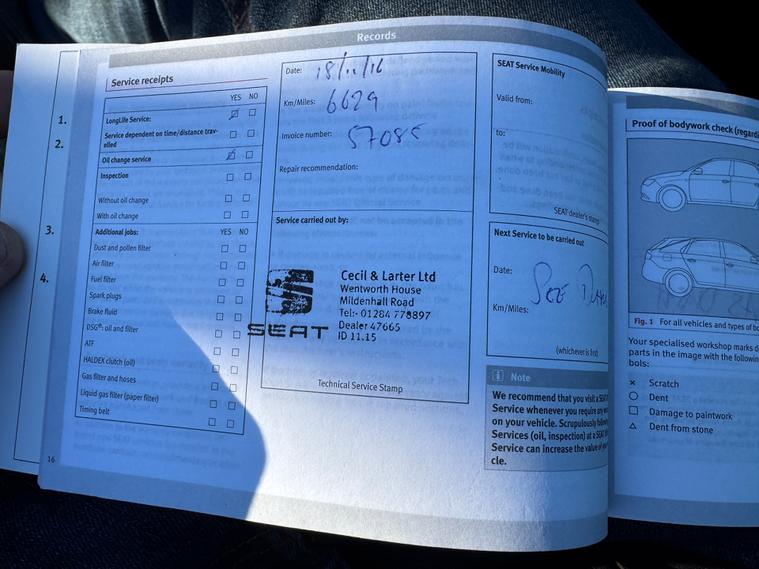 Records
1.
2.
3.
4.
Service receipts
YES NO
LongLife Service:
Service dependent on time/distance trav-
elled
Oil change service
Inspection
Without oil change
With oil change
Additional jobs: YES NO
Dust and pollen filter
Air filter
Fuel filter
Spark plugs
Brake fluid
DSG®: oil and filter
ATF
HALDEX clutch (oil)
Gas filter and hoses
Liquid gas filter (paper filter)
Timing belt
16
Date: 18/11/16
Km/Miles: 6629
Invoice number: 57085
Repair recommendation:
Service carried out by:
SEAT
Cecil & Larter Ltd
Wentworth House
Mildenhall Road
Tel:- 01284 778897
Dealer 47665
ID 11.15
Technical Service Stamp
SEAT Service Mobility
Valid from:
to:
SEAT dealer's stamp
Next Service to be carried out
Date: See
Km/Miles:
(whichever is first)
i Note
We recommend that you visit a SEAT
Service whenever you require any
on your vehicle. Scrupulously
Services (oil, inspection) at a SEAT
Service can increase the value of
cle.
Proof of bodywork check
Fig. 1 For all vehicles and types of
Your specialised workshop marks
parts in the image with the
bols:
× Scratch
○ Dent
□ Damage to paintwork
△ Dent from stone